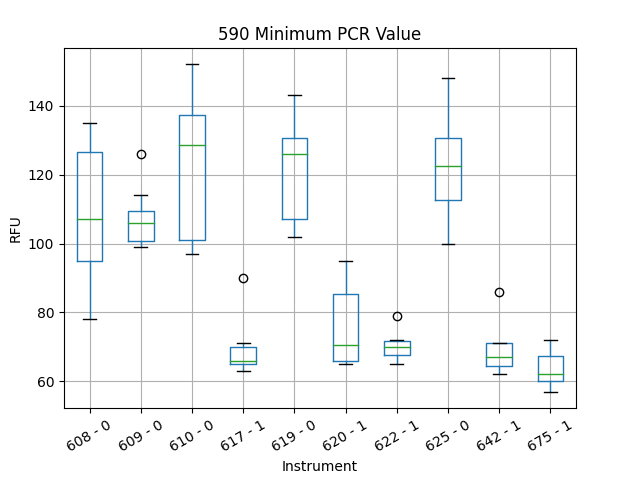 590 Minimum PCR Value
RFU
140
120
100
80
60
608 - 0
609 - 0
610 - 0
617 - 1
619 - 0
620 - 1
622 - 1
625 - 0
642 - 1
675 - 1
Instrument